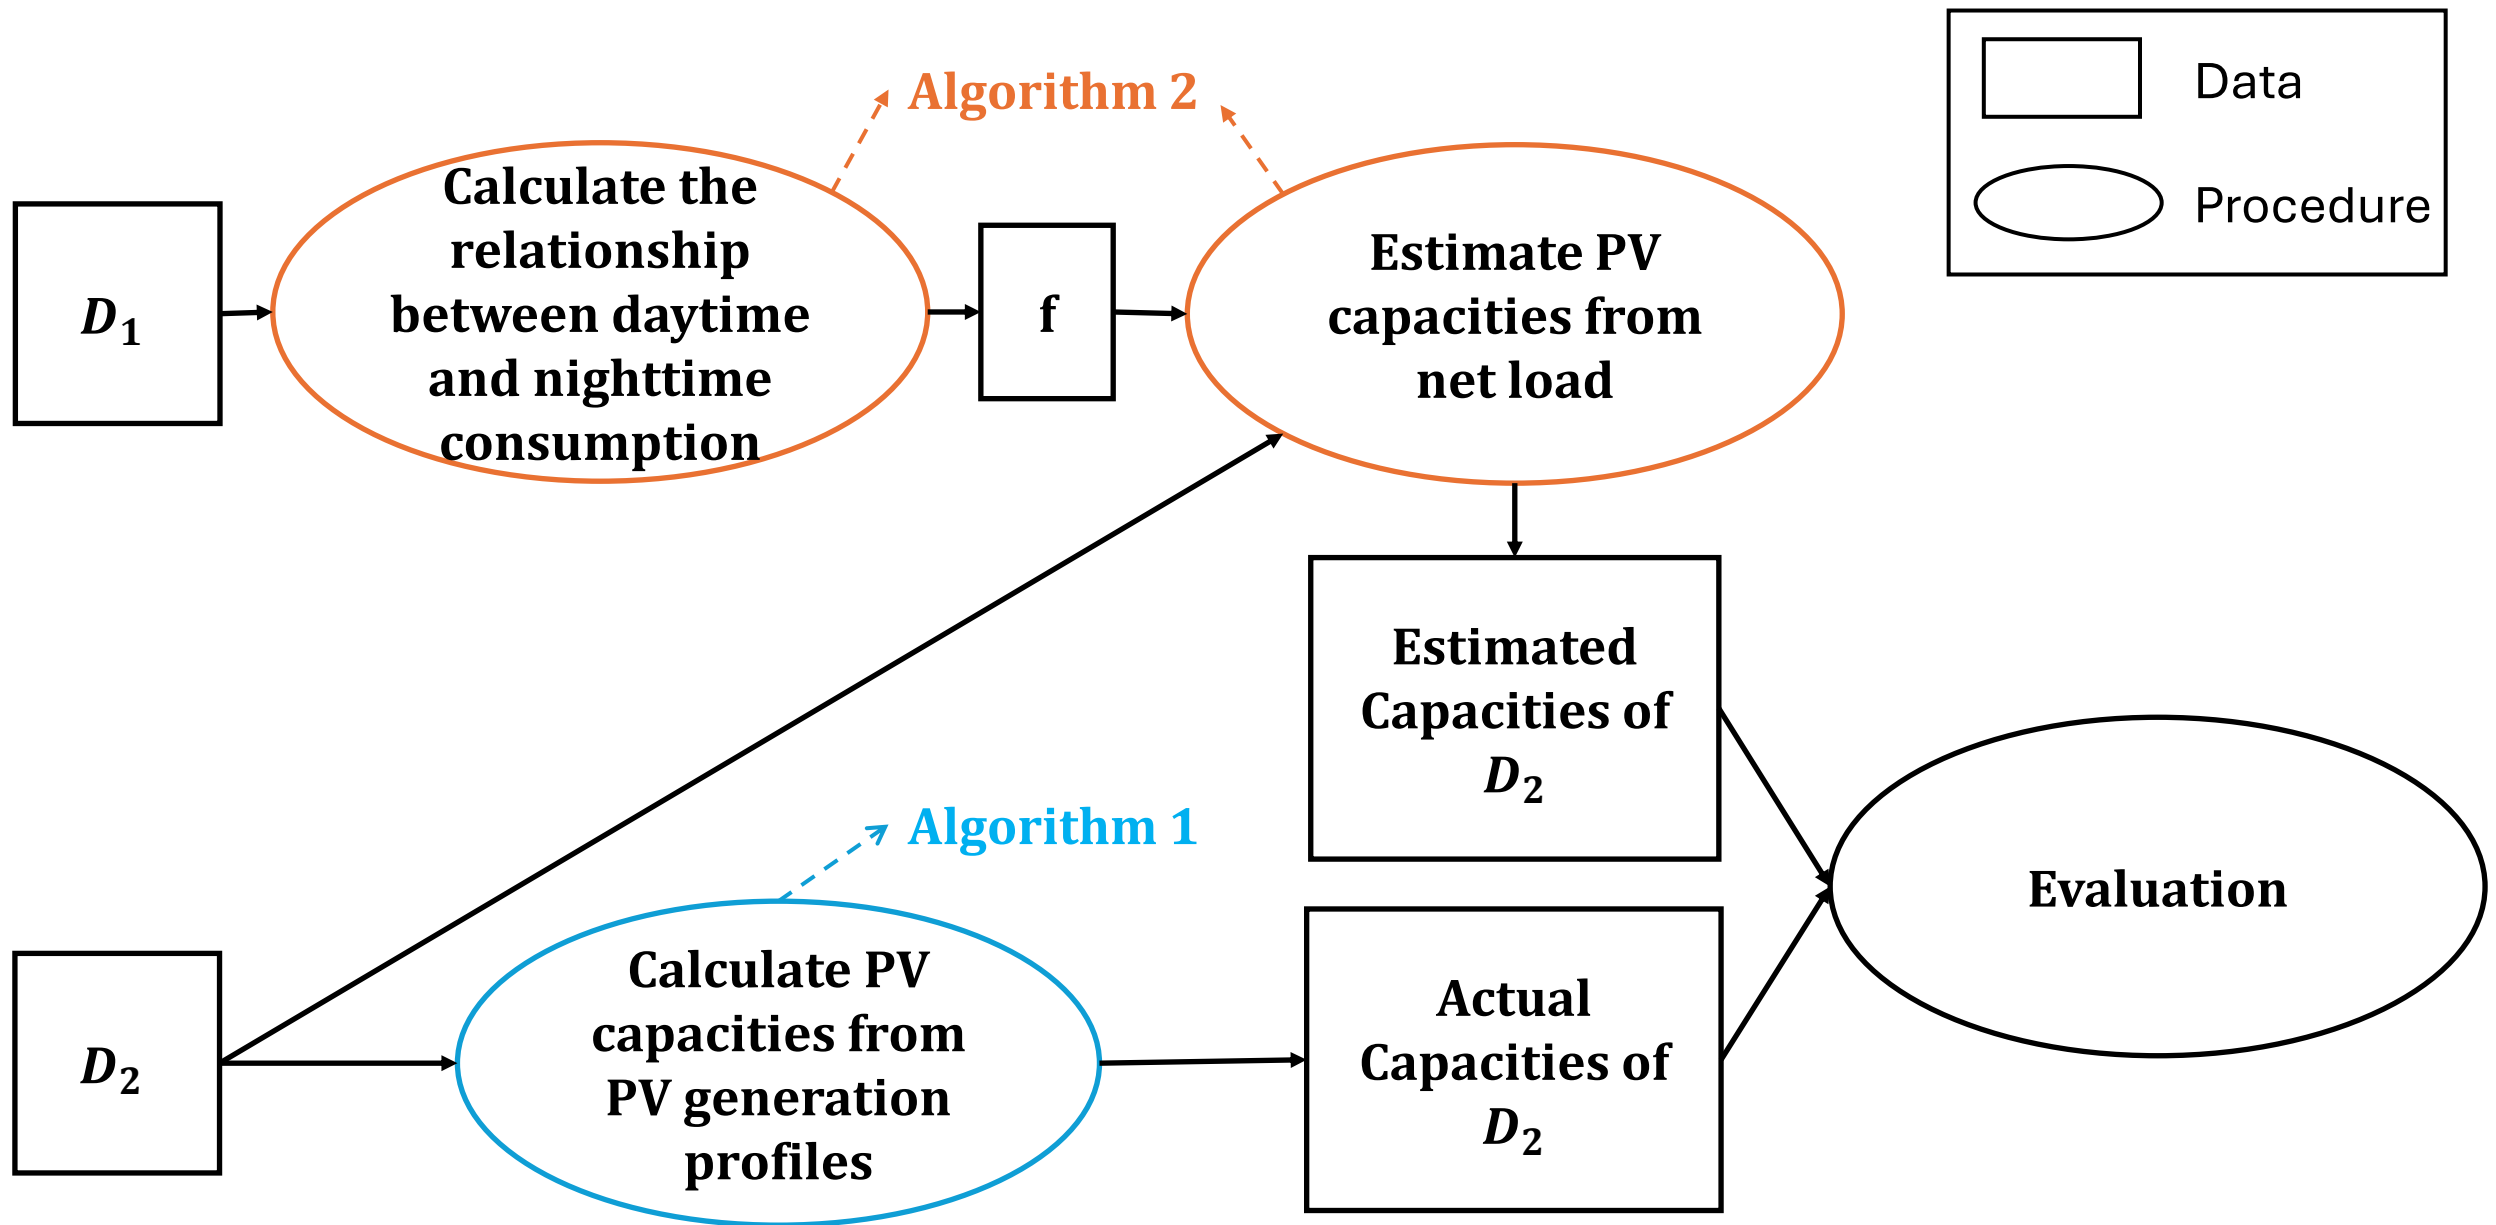 Algorithm 2
Data
Procedure
D₁
Calculate the
relationship
between daytime
and nighttime
consumption
f
Estimate PV
capacities from
net load
Estimated
Capacities of
D₂
Algorithm 1
D₂
Calculate PV
capacities from
PV generation
profiles
Actual
Capacities of
D₂
Evaluation